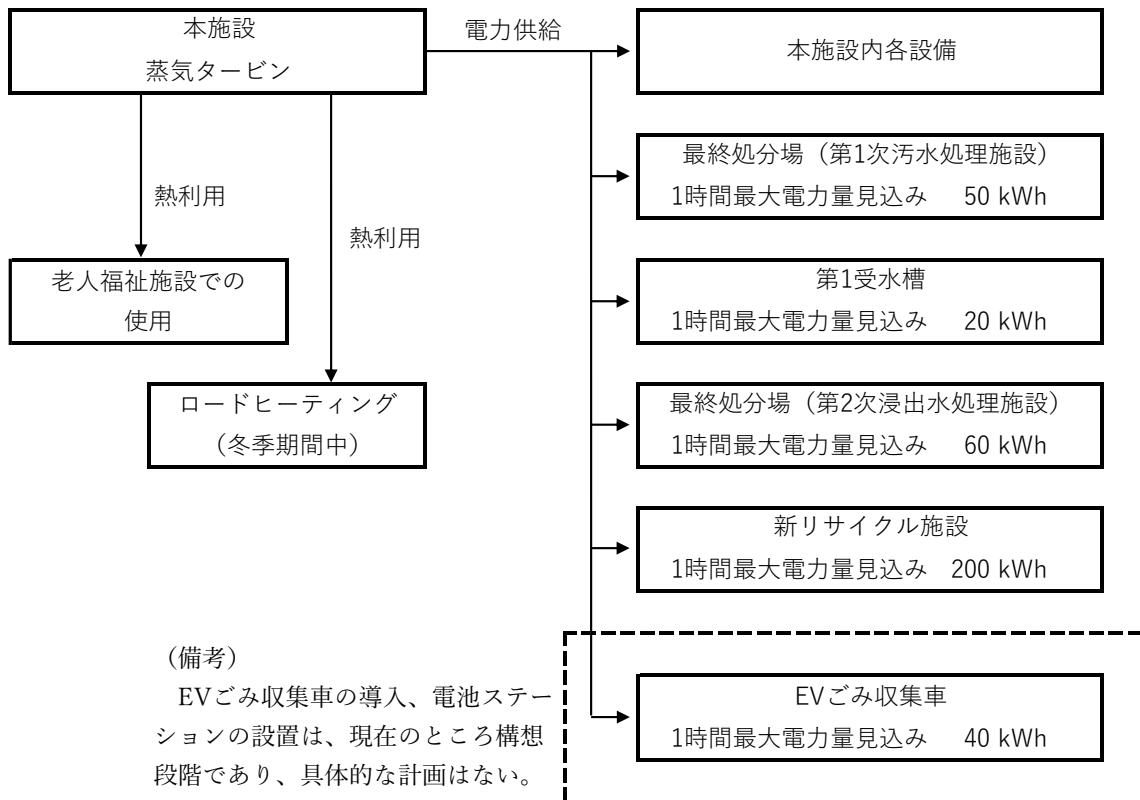 本施設
蒸気タービン
電力供給
本施設内各設備
最終処分場（第1次汚水処理施設）
1時間最大電力量見込み　50 kWh
熱利用
熱利用
老人福祉施設での
使用
第1受水槽
1時間最大電力量見込み　20 kWh
ロードヒーティング
（冬季期間中）
最終処分場（第2次浸出水処理施設）
1時間最大電力量見込み　60 kWh
新リサイクル施設
1時間最大電力量見込み　200 kWh
（備考）
　EVごみ収集車の導入、電池ステー
ションの設置は、現在のところ構想
段階であり、具体的な計画はない。
EVごみ収集車
1時間最大電力量見込み　40 kWh